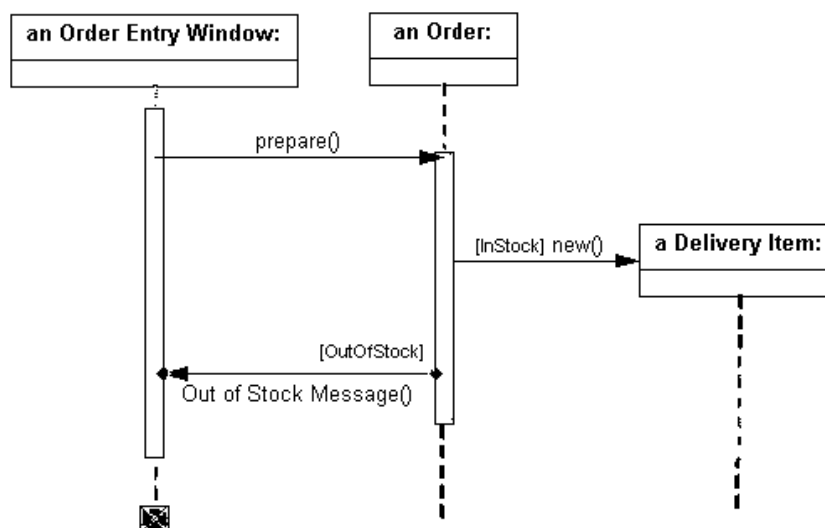 an Order Entry Window:
an Order:
prepare()
[InStock] new()
a Delivery Item:
[OutOfStock]
Out of Stock Message()